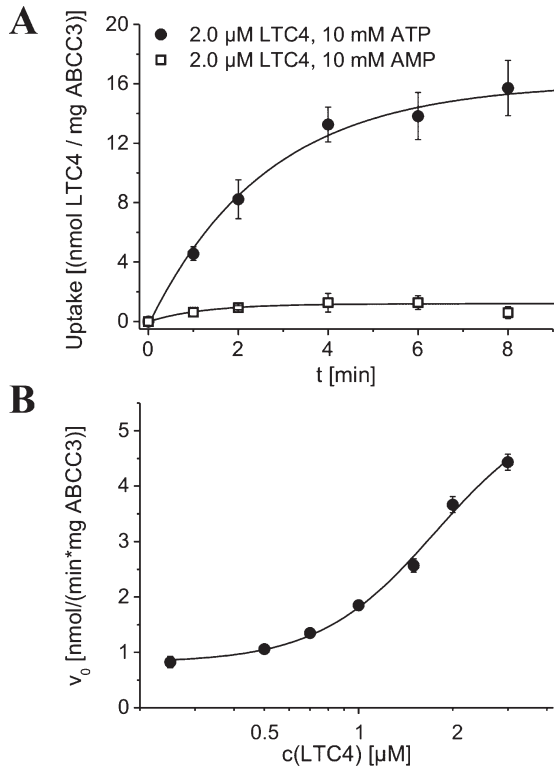 A
20
2.0 µM LTC4, 10 mM ATP
2.0 µM LTC4, 10 mM AMP
16
12
8
4
0
Uptake [(nmol LTC4 / mg ABCC3)]
0 2 4 6 8
t [min]
B
5
4
3
2
1
0
v0 [nmol/(min*mg ABCC3)]
0.5 1 2
c(LTC4) [µM]